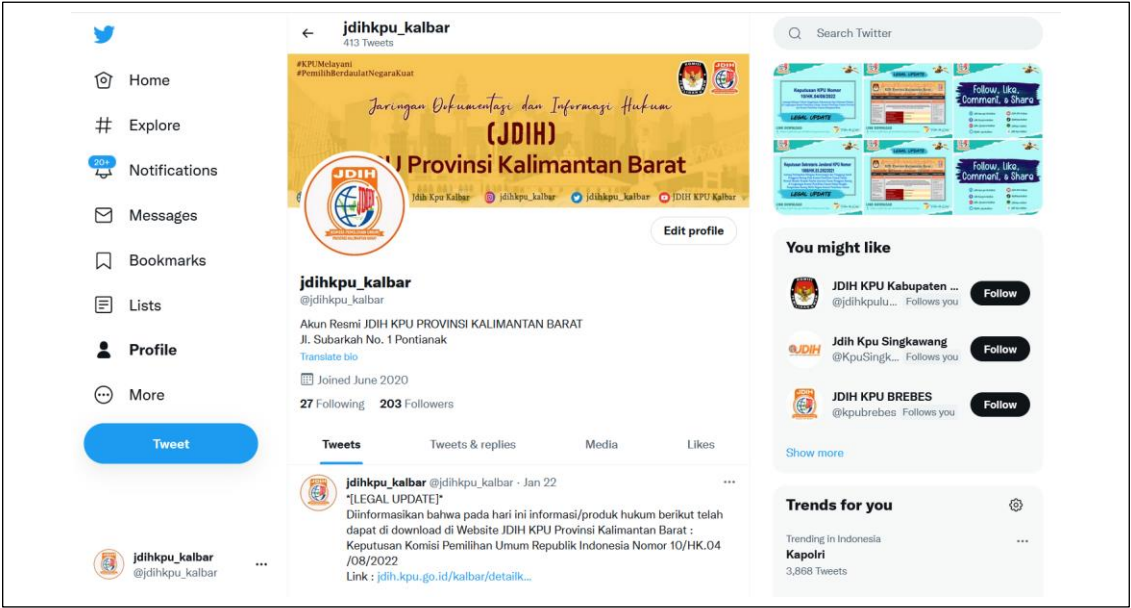 Home
Explore
20+
Notifications
Messages
Bookmarks
Lists
Profile
More
Tweet
jdihkpu_kalbar
@jdihkpu_kalbar
jdihkpu_kalbar
413 Tweets
#KPUMelayani
#PemilihBerdaulatNegaraKuat
Jaringan Dokumentasi dan Informasi Hukum
(JDIH)
U Provinsi Kalimantan Barat
Jdih Kpu Kalbar jdihkpu_kalbar jdihkpu_kalbar JDIH KPU Kalbar
JDIH
Edit profile
jdihkpu_kalbar
@jdihkpu_kalbar
Akun Resmi JDIH KPU PROVINSI KALIMANTAN BARAT
Jl. Subarkah No. 1 Pontianak
Translate bio
Joined June 2020
27 Following 203 Followers
Tweets Tweets & replies Media Likes
jdihkpu_kalbar @jdihkpu_kalbar · Jan 22
*[LEGAL UPDATE]*
Diinformasikan bahwa pada hari ini informasi/produk hukum berikut telah
dapat di download di Website JDIH KPU Provinsi Kalimantan Barat :
Keputusan Komisi Pemilihan Umum Republik Indonesia Nomor 10/HK.04
/08/2022
Link : jdih.kpu.go.id/kalbar/detailk...
Search Twitter
LEGAL UPDATE
Follow, Like,
Comment, & Share
LEGAL UPDATE
Follow, Like,
Comment, & Share
You might like
JDIH KPU Kabupaten ...
@jdihkpulu... Follows you
Follow
Jdih Kpu Singkawang
@KpuSingk... Follows you
Follow
JDIH KPU BREBES
@kpubrebes Follows you
Follow
Show more
Trends for you
Trending in Indonesia
Kapolri
3,868 Tweets